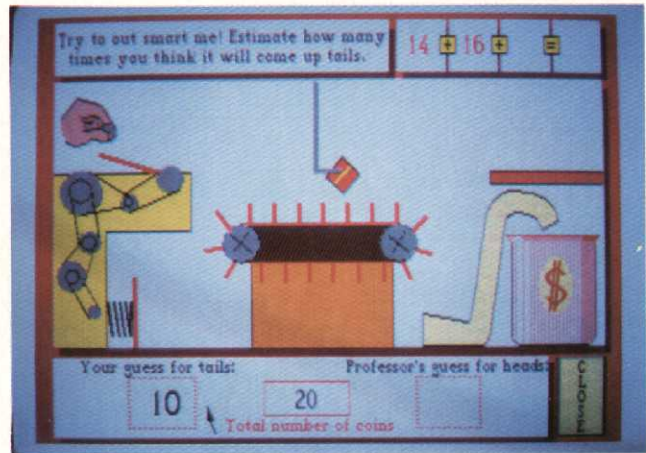 Try to out smart me! Estimate how many
times you think it will come up tails.
14 + 16 + =
$
Your guess for tails:
Professor's guess for heads:
10
20
Total number of coins
CLOSE